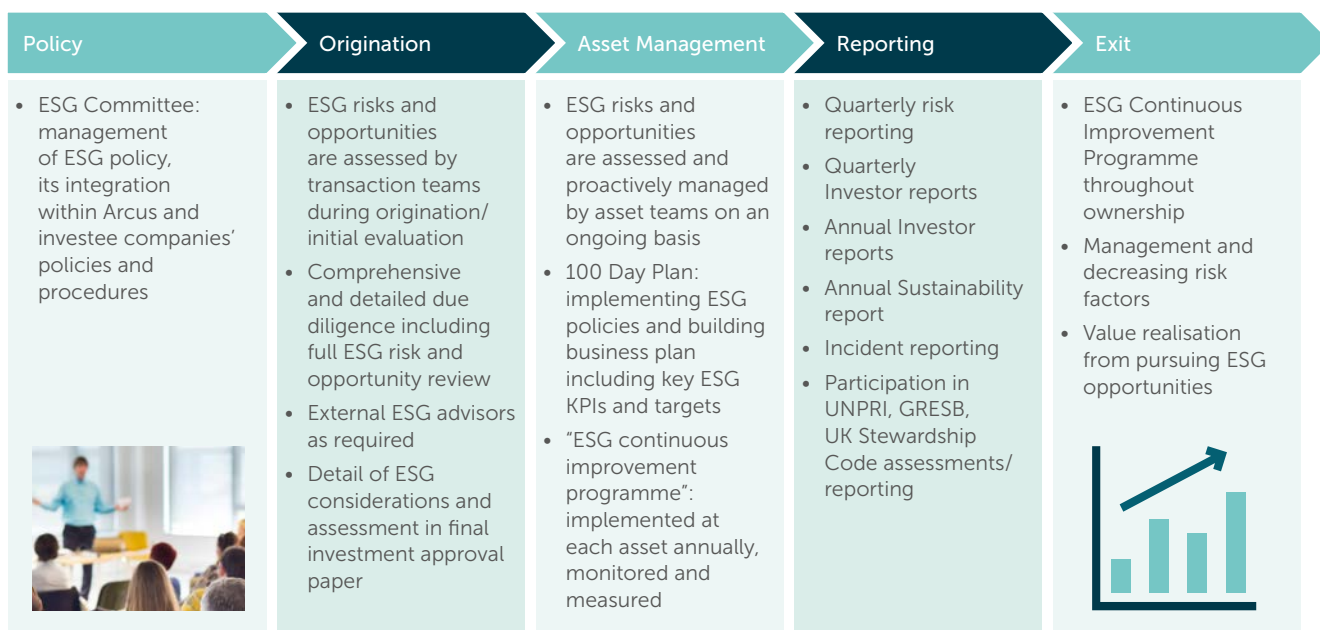 Policy
• ESG Committee:
management
of ESG policy,
its integration
within Arcus and
investee companies’
policies and
procedures
Origination
• ESG risks and
opportunities
are assessed by
transaction teams
during origination/
initial evaluation
• Comprehensive
and detailed due
diligence including
full ESG risk and
opportunity review
• External ESG advisors
as required
• Detail of ESG
considerations and
assessment in final
investment approval
paper
Asset Management
• ESG risks and
opportunities
are assessed and
proactively managed
by asset teams on an
ongoing basis
• 100 Day Plan:
implementing ESG
policies and building
business plan
including key ESG
KPIs and targets
• “ESG continuous
improvement
programme”:
implemented at
each asset annually,
monitored and
measured
Reporting
• Quarterly risk
reporting
• Quarterly
Investor reports
• Annual Investor
reports
• Annual Sustainability
report
• Incident reporting
• Participation in
UNPRI, GRESB,
UK Stewardship
Code assessments/
reporting
Exit
• ESG Continuous
Improvement
Programme
throughout
ownership
• Management and
decreasing risk
factors
• Value realisation
from pursuing ESG
opportunities